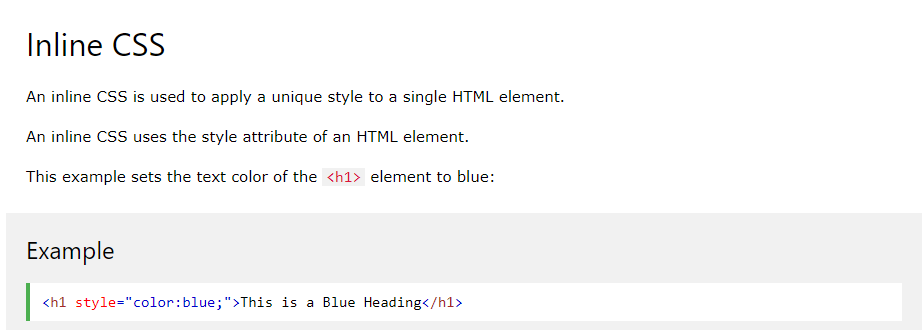 Inline CSS
An inline CSS is used to apply a unique style to a single HTML element.
An inline CSS uses the style attribute of an HTML element.
This example sets the text color of the <h1> element to blue:
Example
<h1 style="color:blue;">This is a Blue Heading</h1>